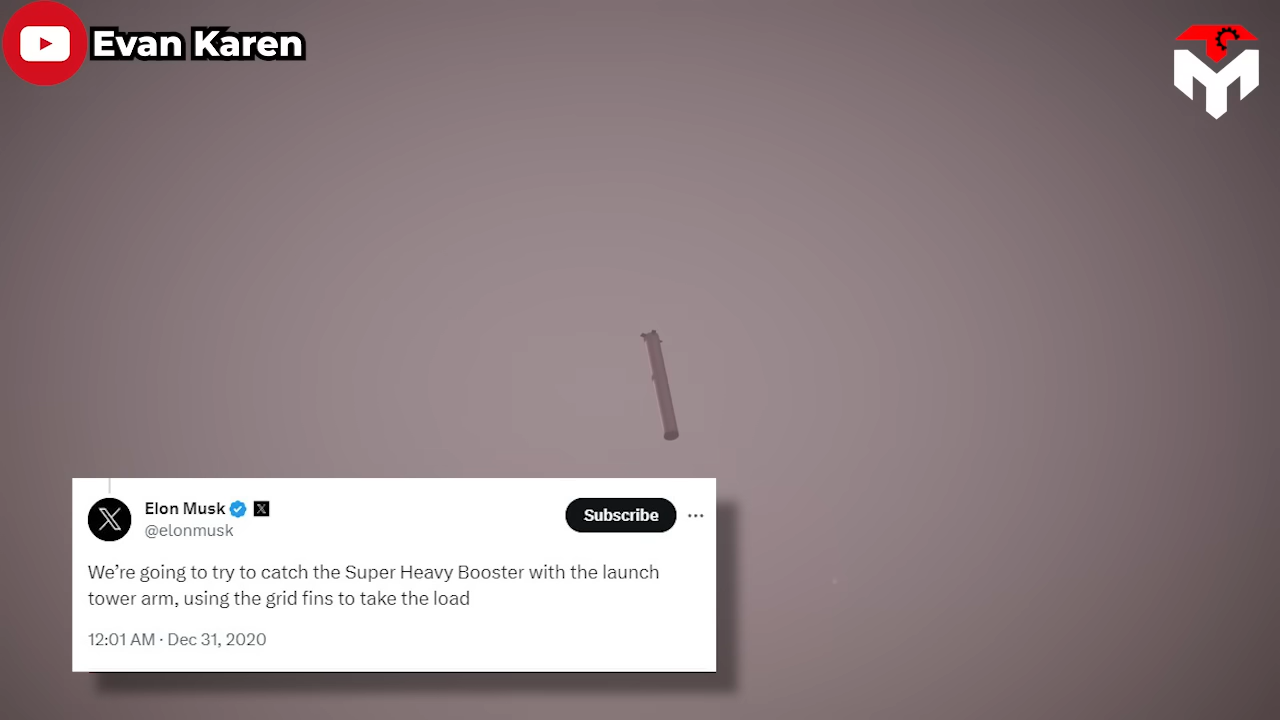 Evan Karen
Elon Musk
@elonmusk
Subscribe
We’re going to try to catch the Super Heavy Booster with the launch
tower arm, using the grid fins to take the load
12:01 AM · Dec 31, 2020